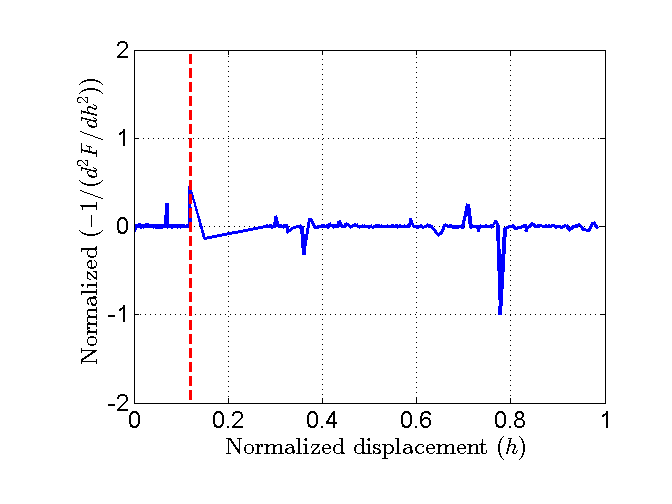 2
1
0
-1
-2
Normalized (−1/(d²F/dh²))
0 0.2 0.4 0.6 0.8 1
Normalized displacement (h)